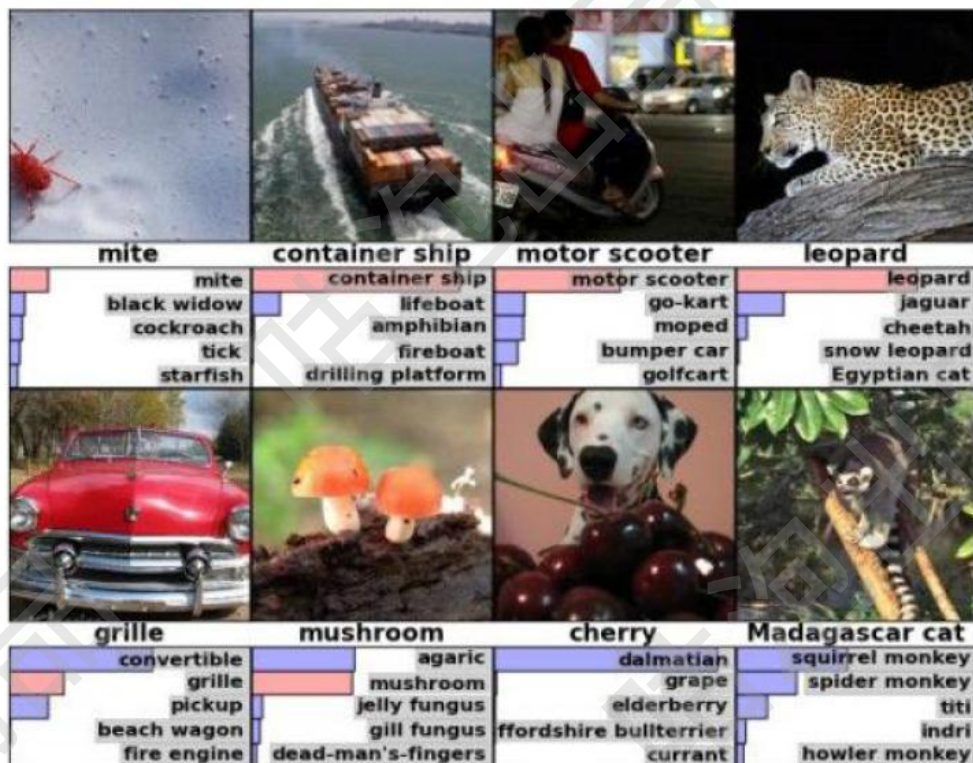 mite
container ship
motor scooter
leopard
mite
black widow
cockroach
tick
starfish
container ship
lifeboat
amphibian
fireboat
drilling platform
motor scooter
go-kart
moped
bumper car
golfcart
leopard
jaguar
cheetah
snow leopard
Egyptian cat
grille
mushroom
cherry
Madagascar cat
convertible
grille
pickup
beach wagon
fire engine
agaric
mushroom
jelly fungus
gill fungus
dead-man's-fingers
dalmatian
grape
elderberry
ffordshire bullterrier
currant
squirrel monkey
spider monkey
titi
indri
howler monkey